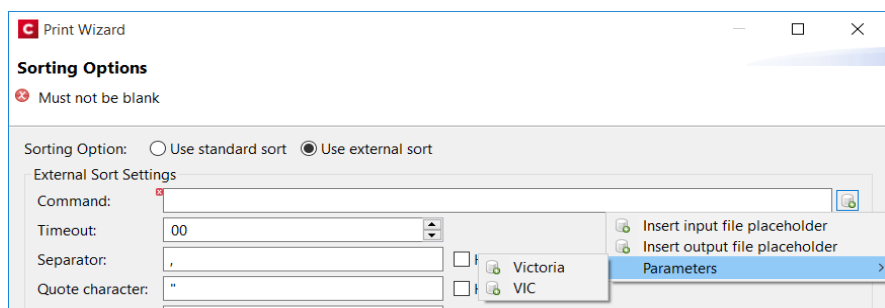 C Print Wizard
Sorting Options
Must not be blank
Sorting Option: Use standard sort Use external sort
External Sort Settings
Command:
Timeout: 00
Insert input file placeholder
Insert output file placeholder
Parameters
Separator: ,
Victoria
VIC
Quote character: "